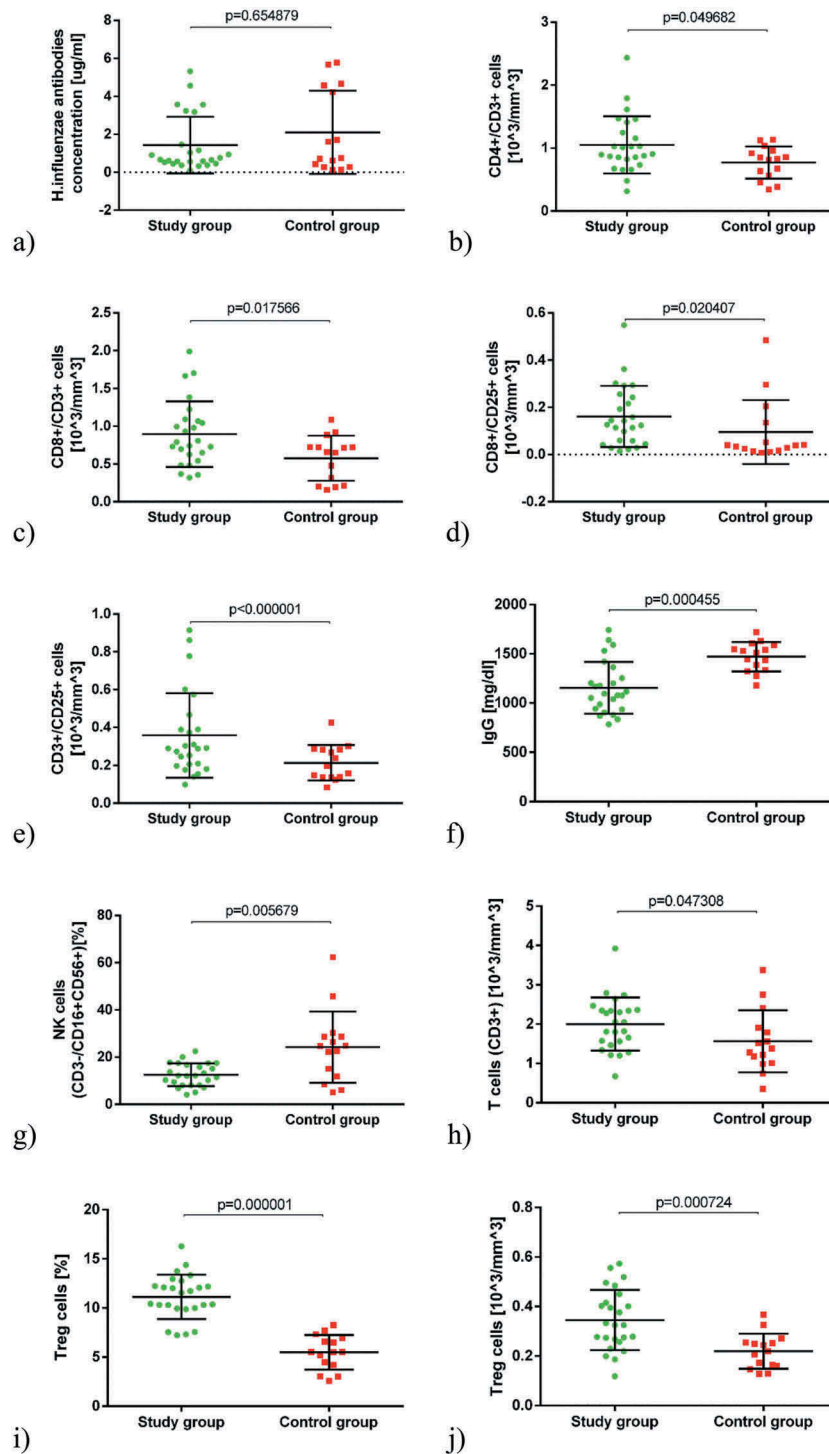 p=0.654879
H.influenzae antibodies
concentration [ug/ml]
6
4
2
0
-2
Study group
Control group
a)
p=0.049682
CD4+/CD3+ cells
[10^3/mm^3]
3
2
1
0
Study group
Control group
b)
p=0.017566
CD8+/CD3+ cells
[10^3/mm^3]
2.5
2.0
1.5
1.0
0.5
0.0
Study group
Control group
c)
p=0.020407
CD8+/CD25+ cells
[10^3/mm^3]
0.6
0.4
0.2
0.0
-0.2
Study group
Control group
d)
p<0.000001
CD3+/CD25+ cells
[10^3/mm^3]
1.0
0.8
0.6
0.4
0.2
0.0
Study group
Control group
e)
p=0.000455
IgG [mg/dl]
2000
1500
1000
500
0
Study group
Control group
f)
p=0.005679
NK cells
(CD3-/CD16+CD56+)[%]
80
60
40
20
0
Study group
Control group
g)
p=0.047308
T cells (CD3+) [10^3/mm^3]
5
4
3
2
1
0
Study group
Control group
h)
p=0.000001
Treg cells [%]
20
15
10
5
0
Study group
Control group
i)
p=0.000724
Treg cells [10^3/mm^3]
0.8
0.6
0.4
0.2
0.0
Study group
Control group
j)